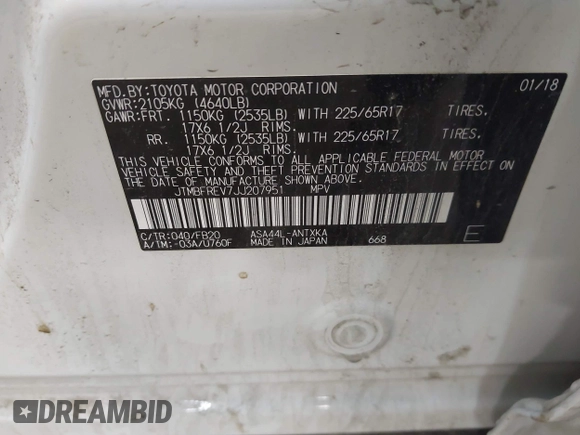 MFD.BY:TOYOTA MOTOR CORPORATION 01/18
GVWR:2105KG (4640LB)
GAWR:FRT. 1150KG (2535LB) WITH 225/65R17 TIRES.
17X6 1/2J RIMS.
RR. 1150KG (2535LB) WITH 225/65R17 TIRES.
17X6 1/2J RIMS.
THIS VEHICLE CONFORMS TO ALL APPLICABLE FEDERAL MOTOR
VEHICLE SAFETY AND THEFT PREVENTION STANDARDS IN EFFECT ON
THE DATE OF MANUFACTURE SHOWN ABOVE.
JTMBFREV7JJ207951 MPV
C/TR:040/FB20 ASA44L-ANTXKA
A/TM:-03A/U760F MADE IN JAPAN 668 E
DREAMBID